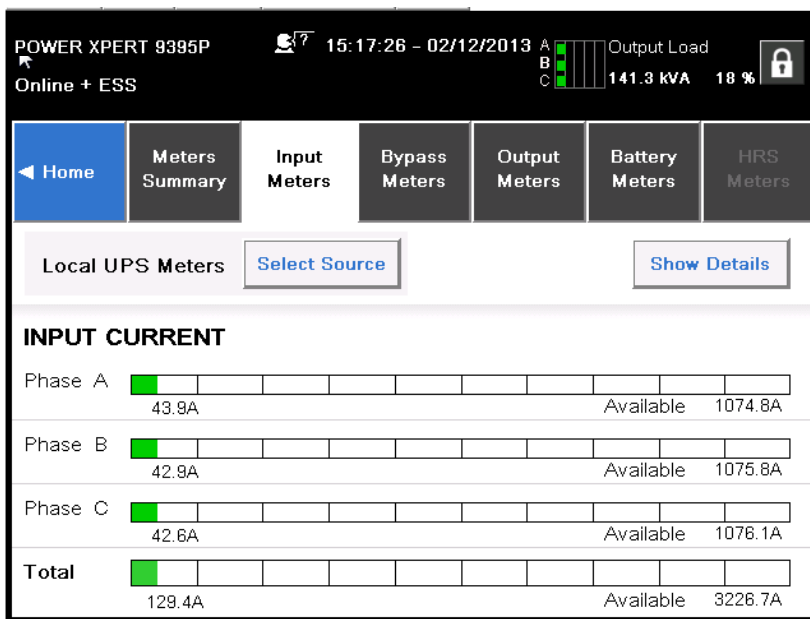 POWER XPERT 9395P
Online + ESS
? 15:17:26 - 02/12/2013
A
B
C
Output Load
141.3 kVA 18 %
Home
Meters Summary
Input Meters
Bypass Meters
Output Meters
Battery Meters
HRS Meters
Local UPS Meters
Select Source
Show Details
INPUT CURRENT
Phase A
43.9A Available 1074.8A
Phase B
42.9A Available 1075.8A
Phase C
42.6A Available 1076.1A
Total
129.4A Available 3226.7A